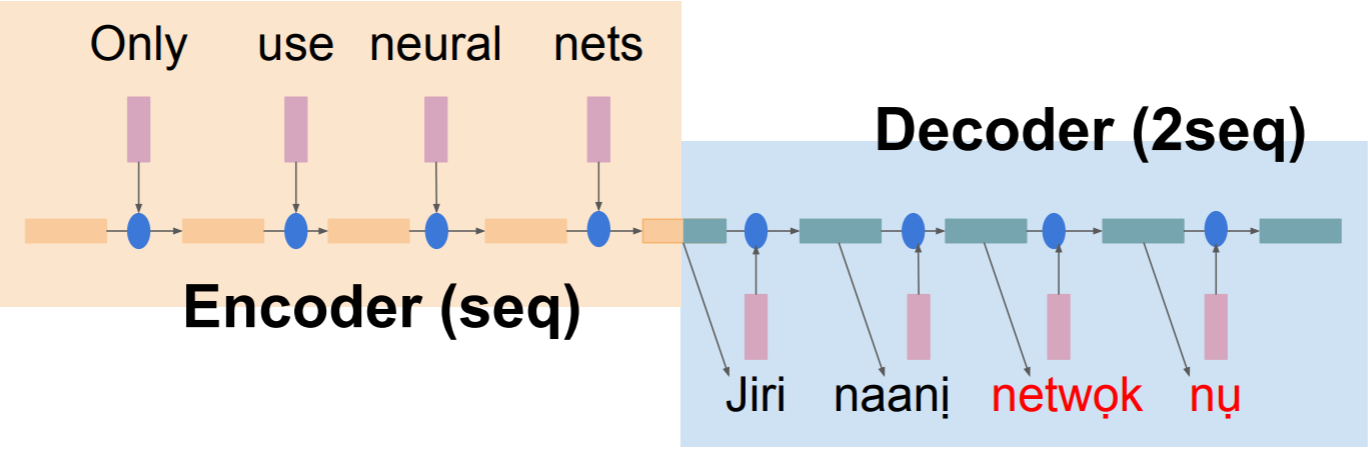 Only use neural nets
Decoder (2seq)
Encoder (seq)
Jiri naanị netwọk nụ